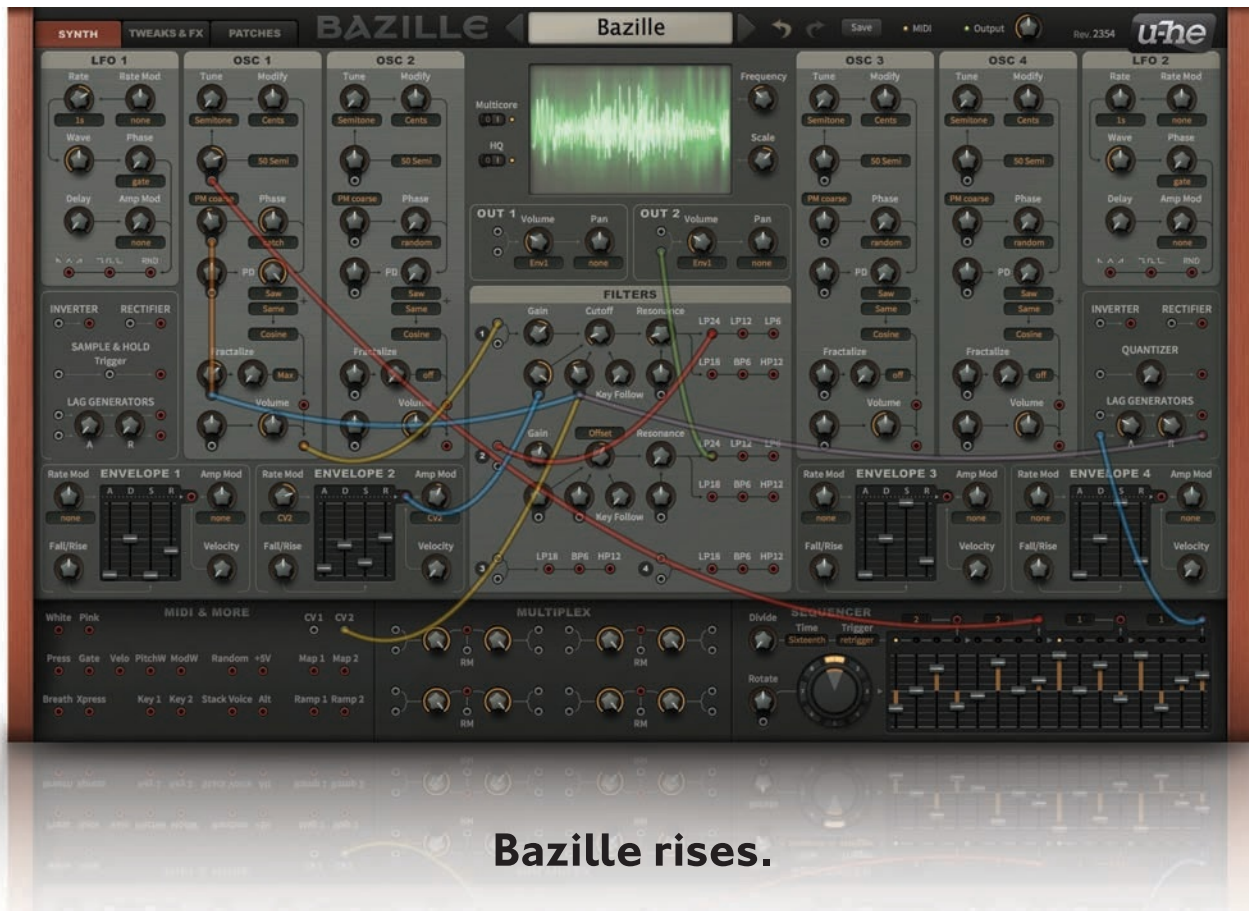 SYNTH TWEAKS & FX PATCHES BAZILLE Bazille Save MIDI Output Rev. 2354 u-he
LFO 1
Rate Rate Mod
1s none
Wave Phase
gate
Delay Amp Mod
none
RND
OSC 1
Tune Modify
Semitone Cents
50 Semi
PM coarse Phase
catch
PD
Saw
Same
Cosine
Fractalize
Max
Volume
OSC 2
Tune Modify
Semitone Cents
50 Semi
PM coarse Phase
random
PD
Saw
Same
Cosine
Fractalize
off
Volume
Multicore
HQ
Frequency
Scale
OUT 1 Volume Pan
Env1 none
OUT 2 Volume Pan
Env1 none
FILTERS
Gain Cutoff Resonance LP24 LP12 LP6
1
LP18 BP6 HP12
Key Follow
Gain Offset Resonance LP24 LP12 LP6
2
LP18 BP6 HP12
Key Follow
3 LP18 BP6 HP12 4 LP18 BP6 HP12
OSC 3
Tune Modify
Semitone Cents
50 Semi
PM coarse Phase
random
PD
Saw
Same
Cosine
Fractalize
off
Volume
OSC 4
Tune Modify
Semitone Cents
50 Semi
PM coarse Phase
random
PD
Saw
Same
Cosine
Fractalize
off
Volume
LFO 2
Rate Rate Mod
1s none
Wave Phase
gate
Delay Amp Mod
none
RND
INVERTER RECTIFIER
SAMPLE & HOLD
Trigger
LAG GENERATORS
A R
INVERTER RECTIFIER
QUANTIZER
LAG GENERATORS
A R
Rate Mod ENVELOPE 1 Amp Mod
A D S R
none none
Fall/Rise Velocity
Rate Mod ENVELOPE 2 Amp Mod
A D S R
CV2 CV2
Fall/Rise Velocity
Rate Mod ENVELOPE 3 Amp Mod
A D S R
none none
Fall/Rise Velocity
Rate Mod ENVELOPE 4 Amp Mod
A D S R
none none
Fall/Rise Velocity
MIDI & MORE
White Pink CV 1 CV 2
Press Gate Velo PitchW ModW Random +5V Map 1 Map 2
Breath Xpress Key 1 Key 2 Stack Voice Alt Ramp 1 Ramp 2
MULTIPLEX
RM RM
RM RM
SEQUENCER
Divide Time Trigger 2 2 1 1
Sixteenth retrigger
Rotate
Bazille rises.